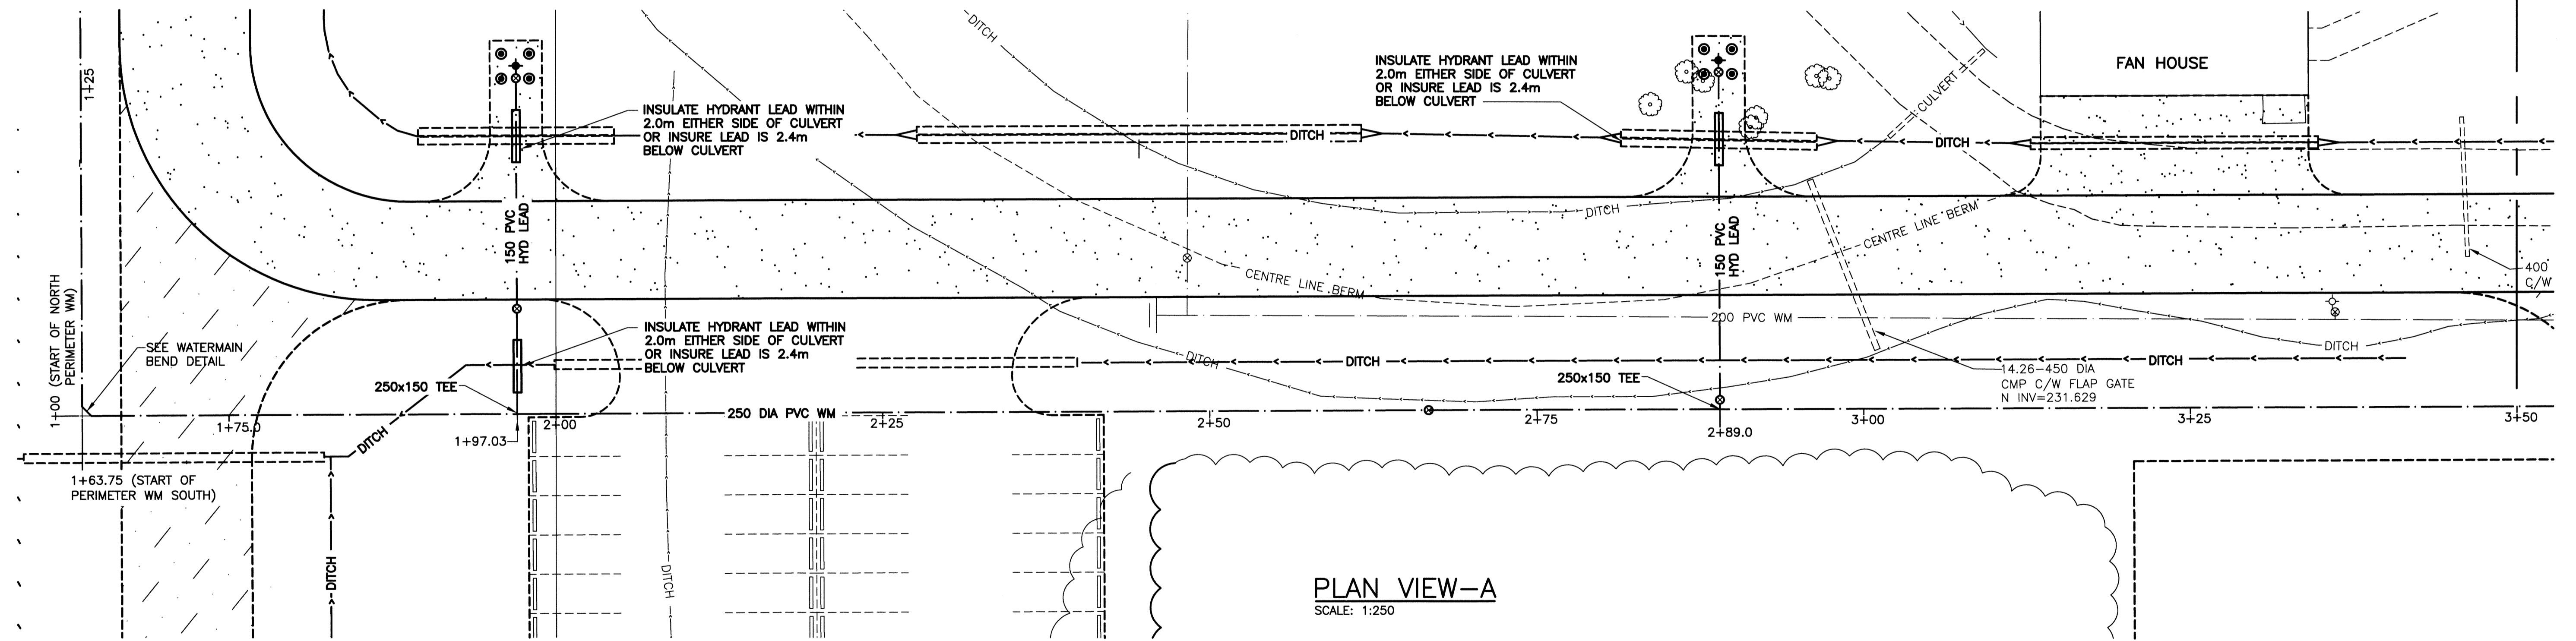 1+25
1+00 (START OF NORTH
PERIMETER WM)
SEE WATERMAIN
BEND DETAIL
1+63.75 (START OF
PERIMETER WM SOUTH)
1+75.0
DITCH
DITCH
150 PVC
HYD LEAD
INSULATE HYDRANT LEAD WITHIN
2.0m EITHER SIDE OF CULVERT
OR INSURE LEAD IS 2.4m
BELOW CULVERT
INSULATE HYDRANT LEAD WITHIN
2.0m EITHER SIDE OF CULVERT
OR INSURE LEAD IS 2.4m
BELOW CULVERT
250x150 TEE
1+97.03
2+00
250 DIA PVC WM
2+25
DITCH
DITCH
DITCH
CENTRE LINE BERM
DITCH
DITCH
2+50
INSULATE HYDRANT LEAD WITHIN
2.0m EITHER SIDE OF CULVERT
OR INSURE LEAD IS 2.4m
BELOW CULVERT
DITCH
150 PVC
HYD LEAD
200 PVC WM
250x150 TEE
2+75
2+89.0
CULVERT
DITCH
CENTRE LINE BERM
FAN HOUSE
400
C/W
DITCH
DITCH
14.26-450 DIA
CMP C/W FLAP GATE
N INV=231.629
3+00
3+25
3+50
PLAN VIEW-A
SCALE: 1:250